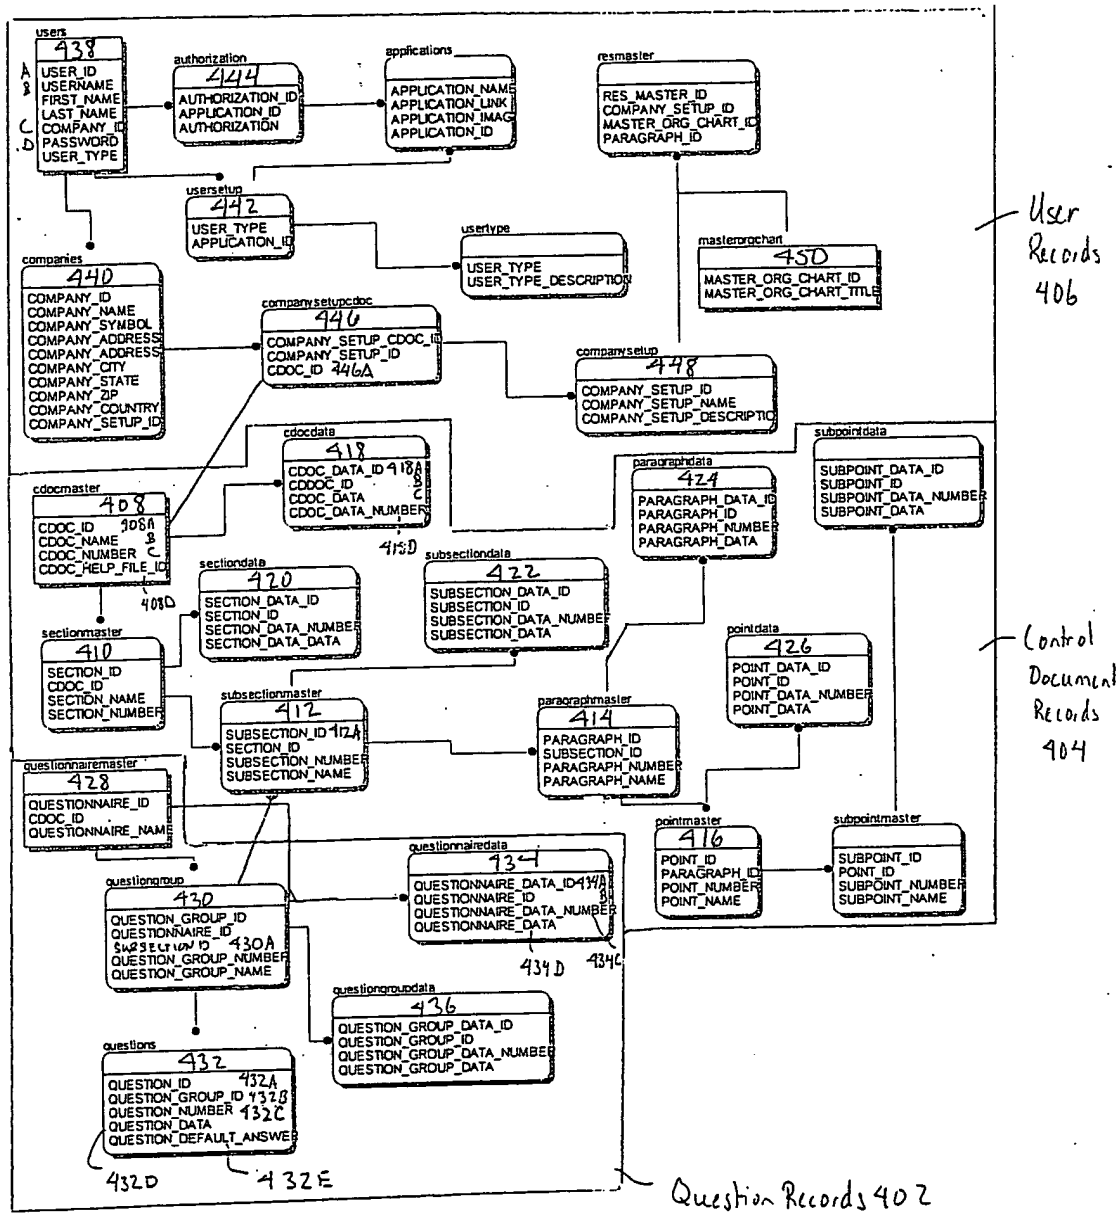 users
438
A USER_ID
B USERNAME
FIRST_NAME
LAST_NAME
C COMPANY_ID
D PASSWORD
USER_TYPE
authorization
444
AUTHORIZATION_ID
APPLICATION_ID
AUTHORIZATION
applications
APPLICATION_NAME
APPLICATION_LINK
APPLICATION_IMAG
APPLICATION_ID
resmaster
RES_MASTER_ID
COMPANY_SETUP_ID
MASTER_ORG_CHART_ID
PARAGRAPH_ID
usersetup
442
USER_TYPE
APPLICATION_ID
usertype
USER_TYPE
USER_TYPE_DESCRIPTION
masterorgchart
450
MASTER_ORG_CHART_ID
MASTER_ORG_CHART_TITLE
User
Records
406
companies
440
COMPANY_ID
COMPANY_NAME
COMPANY_SYMBOL
COMPANY_ADDRESS
COMPANY_ADDRESS
COMPANY_CITY
COMPANY_STATE
COMPANY_ZIP
COMPANY_COUNTRY
COMPANY_SETUP_ID
companysetupcdoc
446
COMPANY_SETUP_CDOC_ID
COMPANY_SETUP_ID
CDOC_ID 446A
companysetup
448
COMPANY_SETUP_ID
COMPANY_SETUP_NAME
COMPANY_SETUP_DESCRIPTIO
cdocdata
418
CDOC_DATA_ID 418A
CDDOC_ID B
CDOC_DATA C
CDOC_DATA_NUMBER
418D
paragraphdata
424
PARAGRAPH_DATA_ID
PARAGRAPH_ID
PARAGRAPH_NUMBER
PARAGRAPH_DATA
subpointdata
SUBPOINT_DATA_ID
SUBPOINT_ID
SUBPOINT_DATA_NUMBER
SUBPOINT_DATA
cdocmaster
408
CDOC_ID 408A
CDOC_NAME B
CDOC_NUMBER C
CDOC_HELP_FILE_ID
408D
sectiondata
420
SECTION_DATA_ID
SECTION_ID
SECTION_DATA_NUMBER
SECTION_DATA_DATA
subsectiondata
422
SUBSECTION_DATA_ID
SUBSECTION_ID
SUBSECTION_DATA_NUMBER
SUBSECTION_DATA
sectionmaster
410
SECTION_ID
CDOC_ID
SECTION_NAME
SECTION_NUMBER
subsectionmaster
412
SUBSECTION_ID 412A
SECTION_ID
SUBSECTION_NUMBER
SUBSECTION_NAME
paragraphmaster
414
PARAGRAPH_ID
SUBSECTION_ID
PARAGRAPH_NUMBER
PARAGRAPH_NAME
pointdata
426
POINT_DATA_ID
POINT_ID
POINT_DATA_NUMBER
POINT_DATA
Control
Document
Records
404
questionnairemaster
428
QUESTIONNAIRE_ID
CDOC_ID
QUESTIONNAIRE_NAM
pointmaster
416
POINT_ID
PARAGRAPH_ID
POINT_NUMBER
POINT_NAME
subpointmaster
SUBPOINT_ID
POINT_ID
SUBPOINT_NUMBER
SUBPOINT_NAME
questiongroup
430
QUESTION_GROUP_ID
QUESTIONNAIRE_ID
SUBSECTION ID 430A
QUESTION_GROUP_NUMBER
QUESTION_GROUP_NAME
questionnairedata
434
QUESTIONNAIRE_DATA_ID 434A
QUESTIONNAIRE_ID B
QUESTIONNAIRE_DATA_NUMBER
QUESTIONNAIRE_DATA
434D 434C
questiongroupdata
436
QUESTION_GROUP_DATA_ID
QUESTION_GROUP_ID
QUESTION_GROUP_DATA_NUMBER
QUESTION_GROUP_DATA
questions
432
QUESTION_ID 432A
QUESTION_GROUP_ID 432B
QUESTION_NUMBER 432C
QUESTION_DATA
QUESTION_DEFAULT_ANSWE
432D 432E
Question Records 402